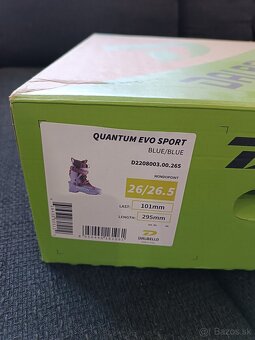 QUANTUM EVO SPORT
BLUE/BLUE
D2208003.00.265
MONDOPOINT
26/26.5
LAST:
101mm
LENGTH:
295mm
DALBELLO
Bazos.sk